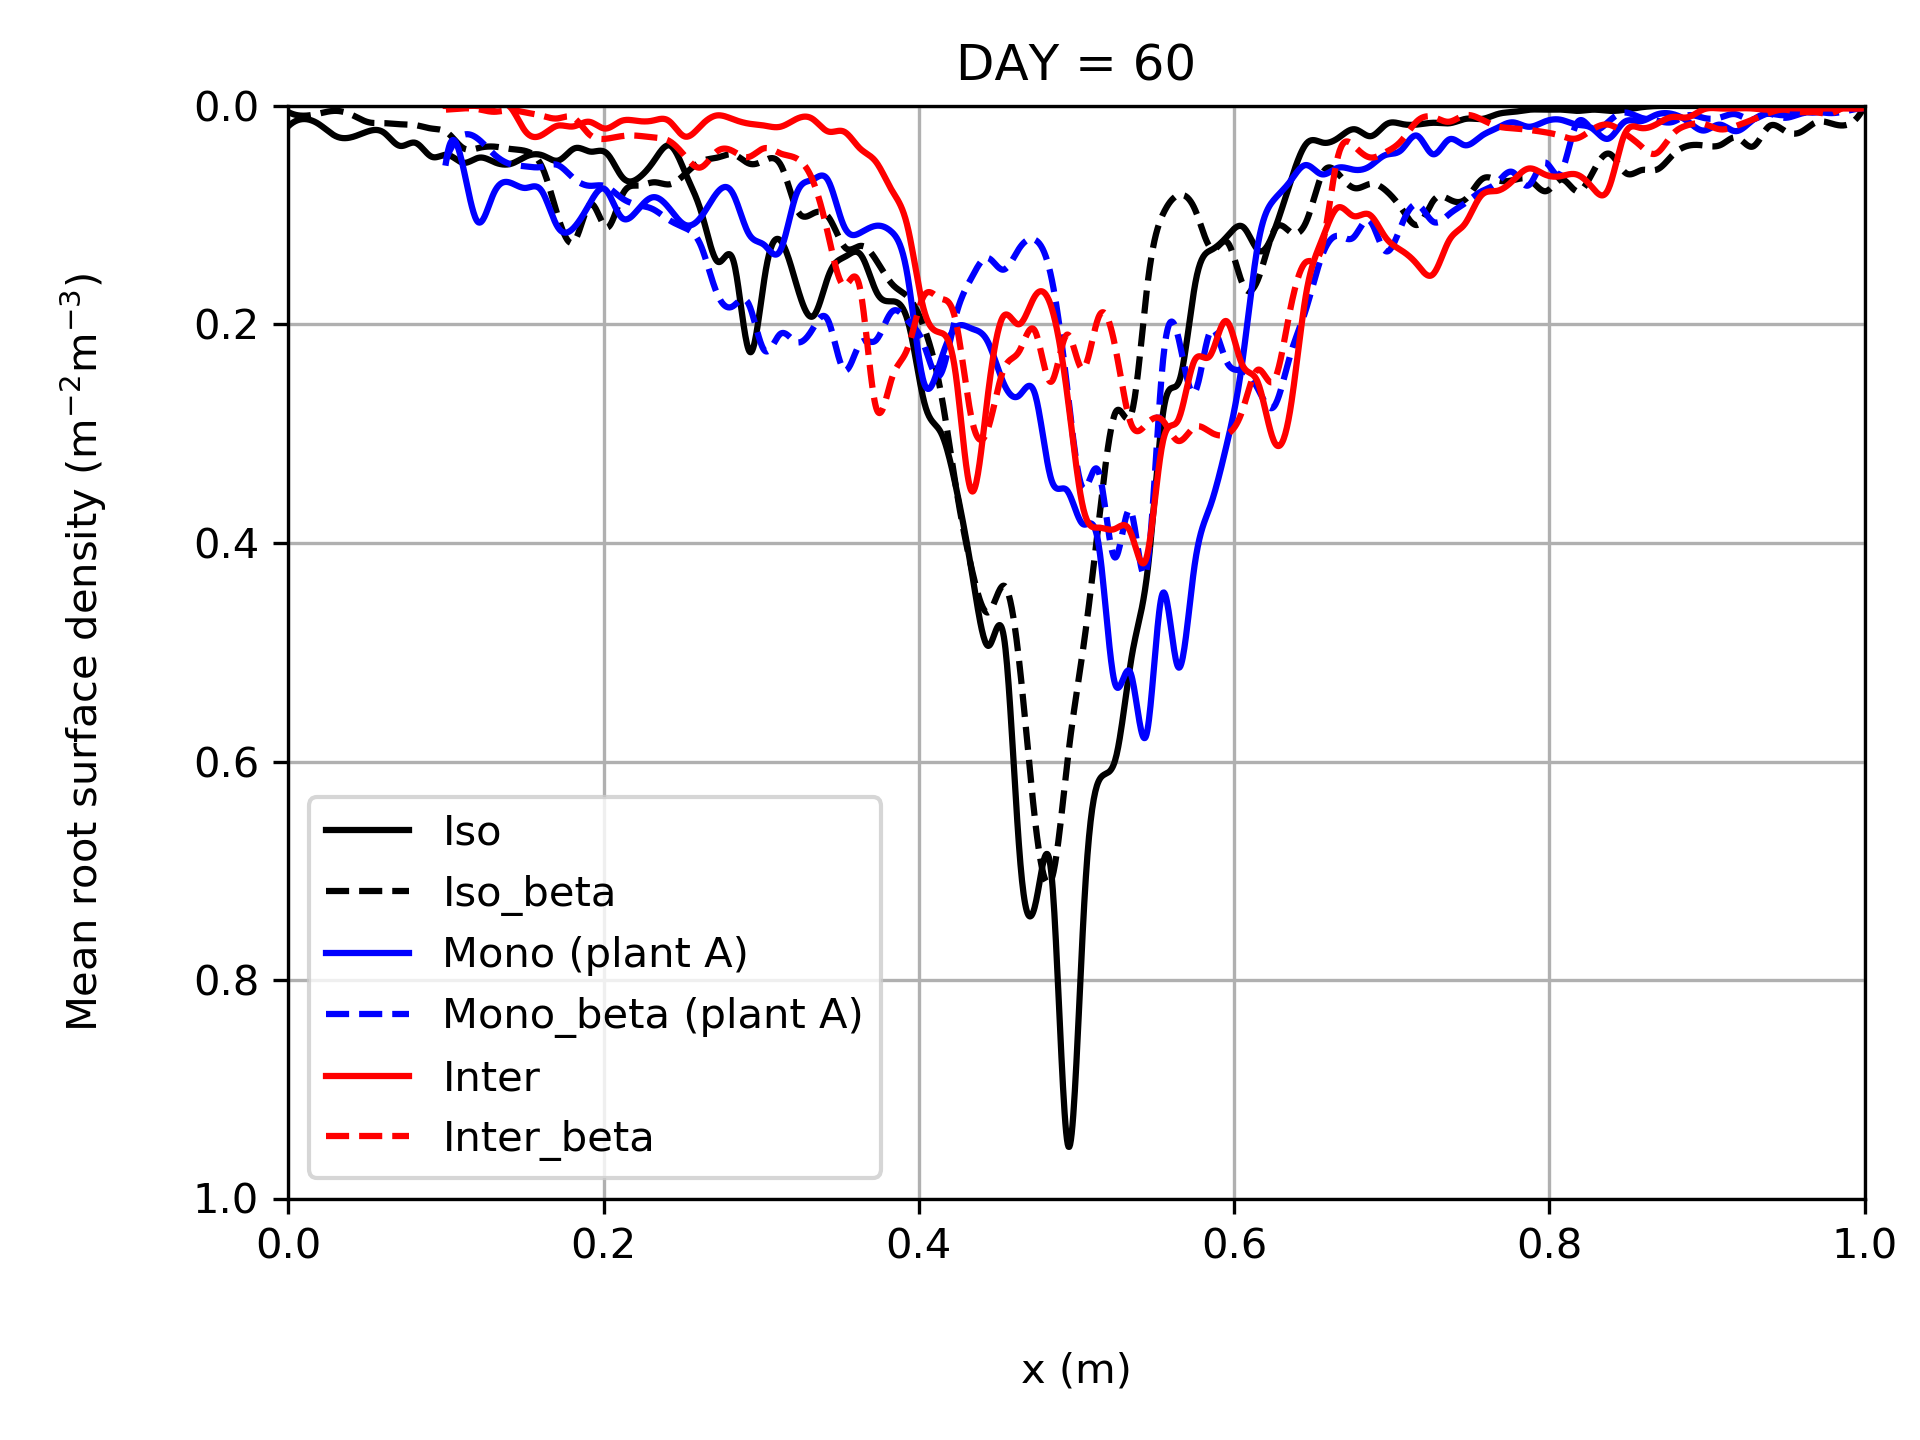 DAY = 60
Mean root surface density (m⁻²m⁻³)
0.0
0.2
0.4
0.6
0.8
1.0
Iso
Iso_beta
Mono (plant A)
Mono_beta (plant A)
Inter
Inter_beta
0.0 0.2 0.4 0.6 0.8 1.0
x (m)